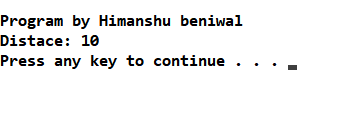 Program by Himanshu beniwal
Distace: 10
Press any key to continue . . .